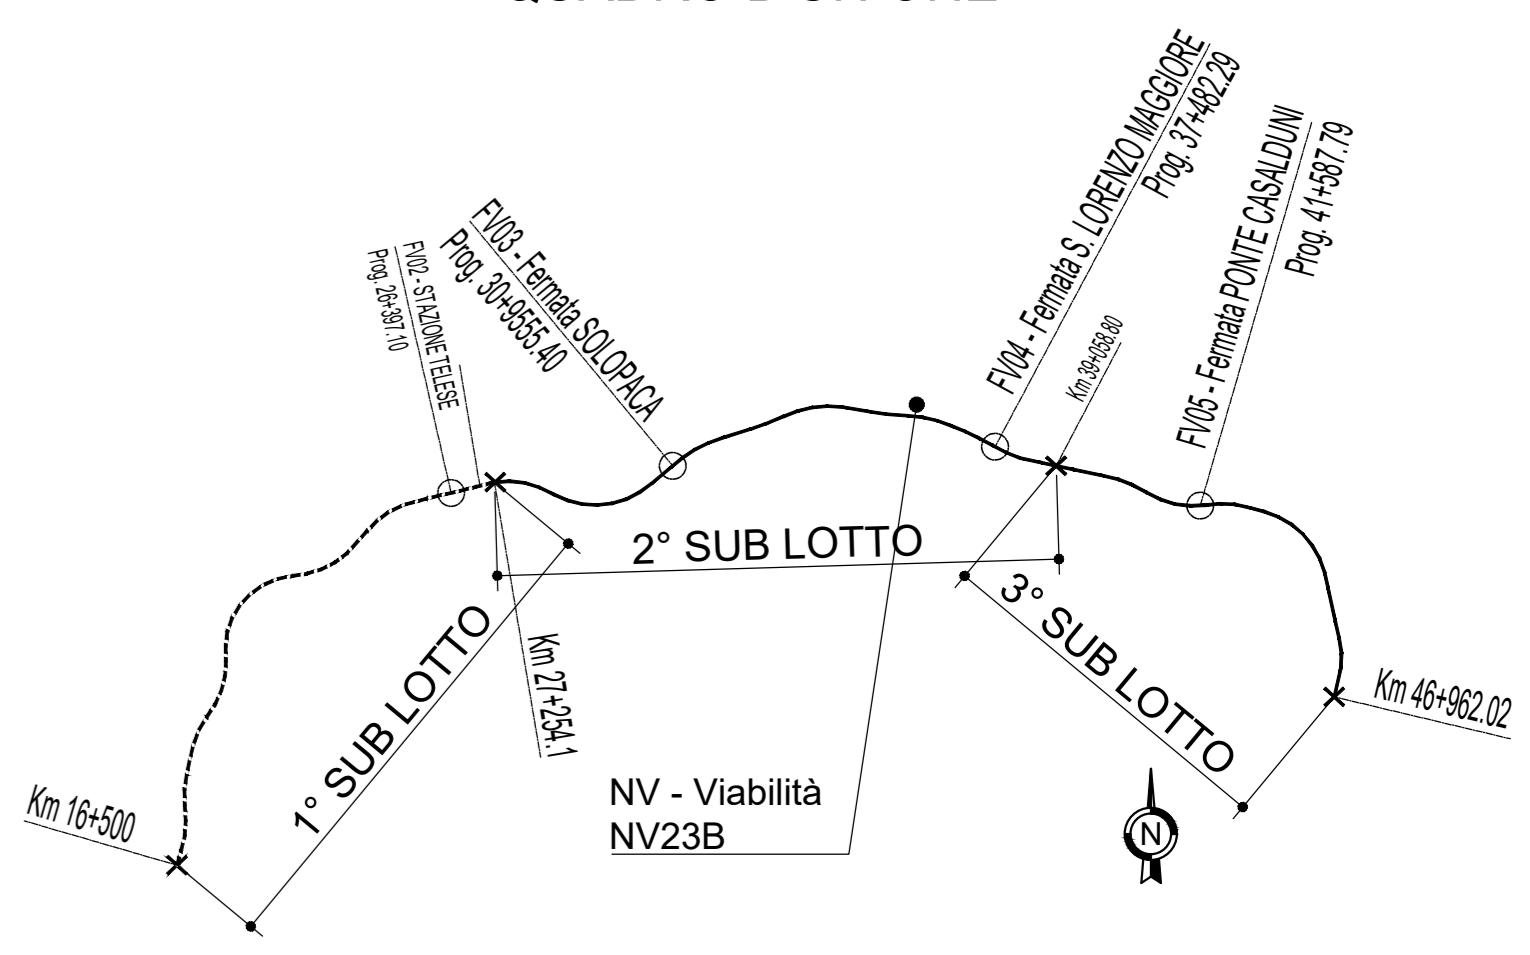 FV04 - Fermata S. LORENZO MAGGIORE
Prog. 37+482.29
FV05 - Fermata PONTE CASALDUNI
Prog. 41+587.79
FV03 - Fermata SOLOPACA
Prog. 30+9555.40
FV02 - STAZIONE TELESE
Prog. 26+397.10
Km 39+058.80
2° SUB LOTTO
3° SUB LOTTO
1° SUB LOTTO
Km 27+254.1
Km 46+962.02
Km 16+500
NV - Viabilità
NV23B
N